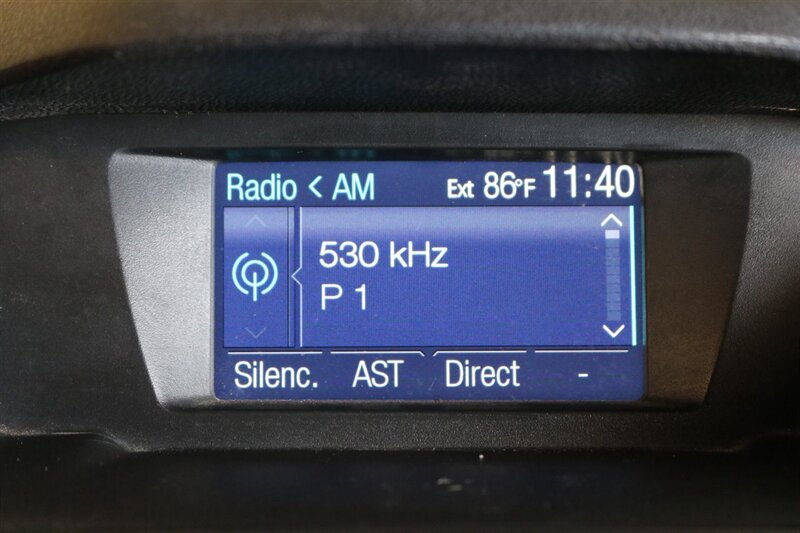 Radio < AM Ext 86°F 11:40
530 kHz
P 1
Silenc. AST Direct -